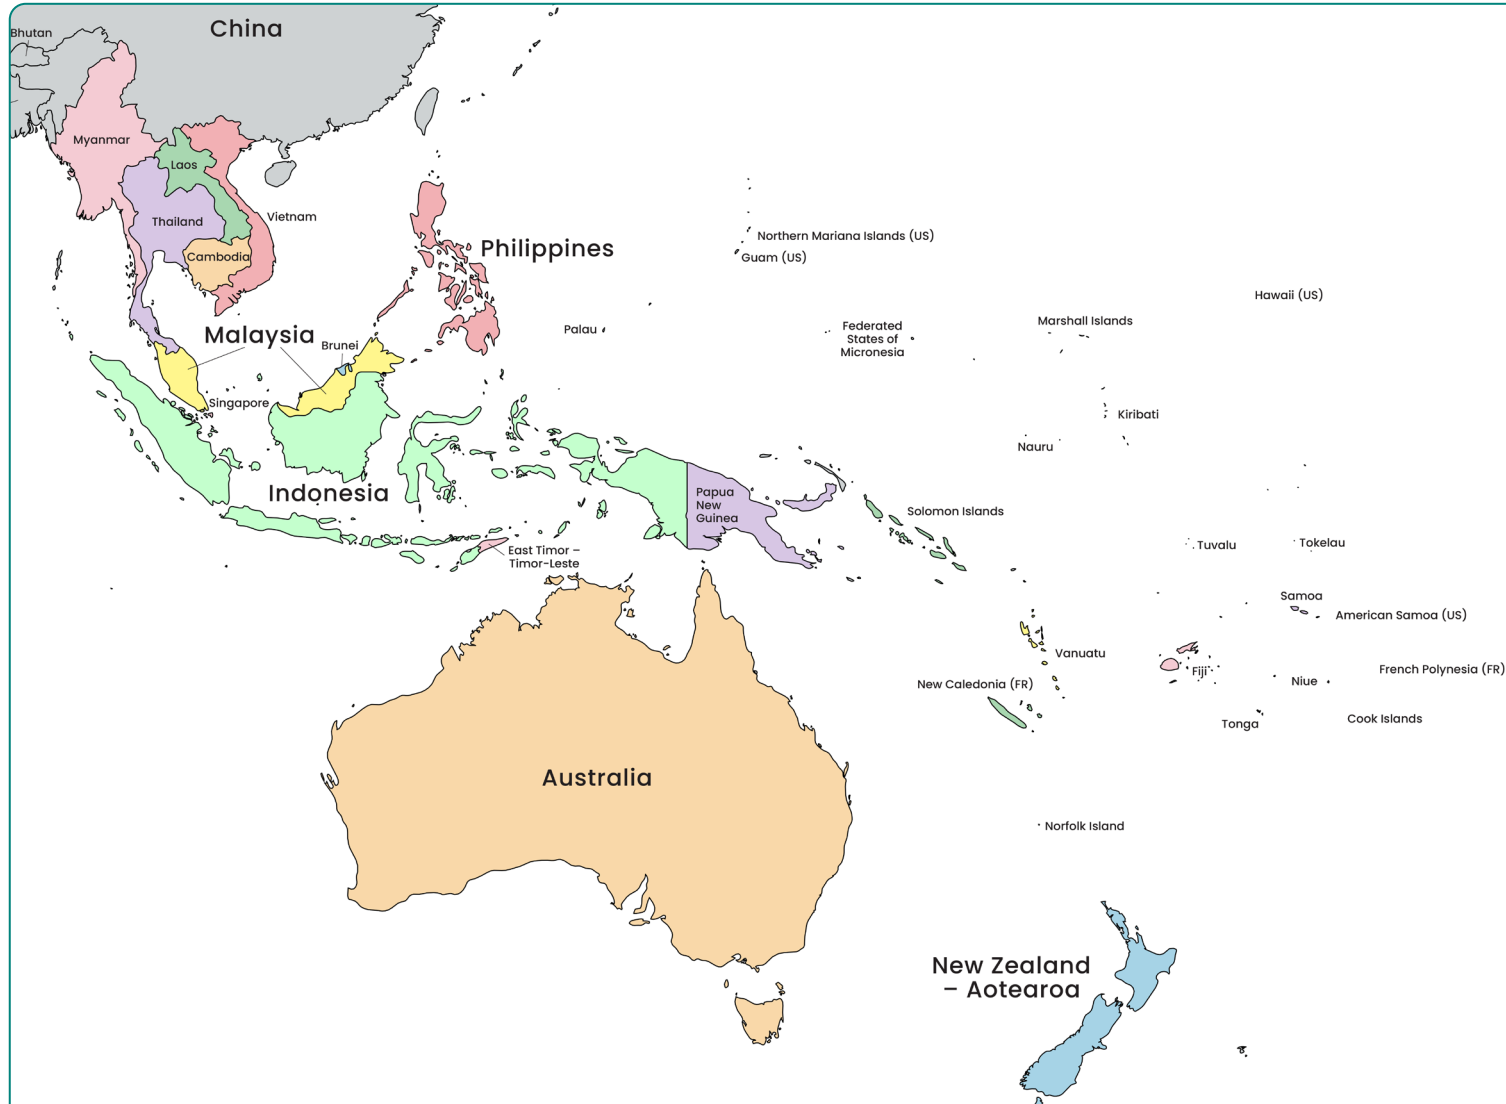 China
Bhutan
Myanmar
Laos
Vietnam
Thailand
Northern Mariana Islands (US)
Philippines
Cambodia
Guam (US)
Hawaii (US)
Marshall Islands
Malaysia
Palau
Federated
States of
Micronesia
Brunei
Singapore
Kiribati
Nauru
Indonesia
Papua
New
Guinea
Solomon Islands
Tuvalu
Tokelau
East Timor –
Timor-Leste
Samoa
American Samoa (US)
Vanuatu
Fiji
French Polynesia (FR)
Niue
New Caledonia (FR)
Cook Islands
Tonga
Australia
Norfolk Island
New Zealand
– Aotearoa